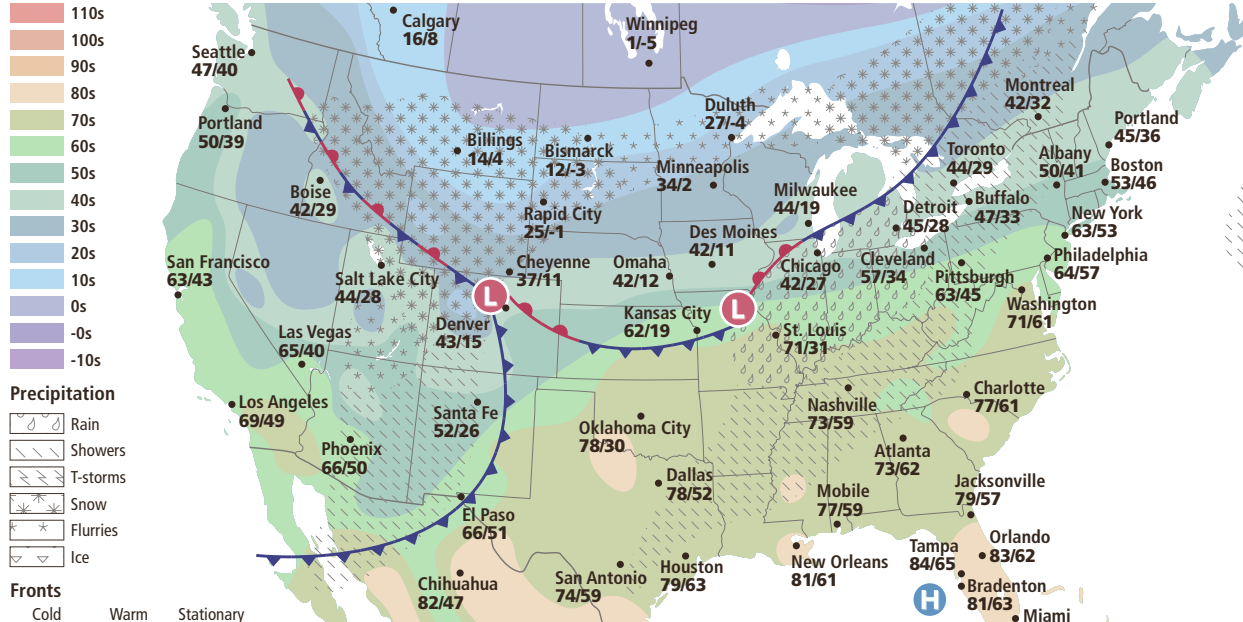 110s
100s
90s
80s
70s
60s
50s
40s
30s
20s
10s
0s
-0s
-10s
Precipitation
Rain
Showers
T-storms
Snow
Flurries
Ice
Fronts
Cold Warm Stationary
Seattle
47/40
Calgary
16/8
Winnipeg
1/-5
Portland
50/39
Billings
14/4
Bismarck
12/-3
Duluth
27/-4
Minneapolis
34/2
Montreal
42/32
Portland
45/36
Toronto
44/29
Albany
50/41
Boston
53/46
Boise
42/29
Rapid City
25/-1
Milwaukee
44/19
Detroit
45/28
Buffalo
47/33
New York
63/53
San Francisco
63/43
Salt Lake City
44/28
Cheyenne
37/11
Omaha
42/12
Des Moines
42/11
Chicago
42/27
Cleveland
57/34
Pittsburgh
63/45
Philadelphia
64/57
Washington
71/61
L
L
Las Vegas
65/40
Denver
43/15
Kansas City
62/19
St. Louis
71/31
Los Angeles
69/49
Phoenix
66/50
Santa Fe
52/26
Oklahoma City
78/30
Nashville
73/59
Charlotte
77/61
Atlanta
73/62
Dallas
78/52
El Paso
66/51
Mobile
77/59
Jacksonville
79/57
Chihuahua
82/47
San Antonio
74/59
Houston
79/63
New Orleans
81/61
Tampa
84/65
Orlando
83/62
H
Bradenton
81/63
Miami